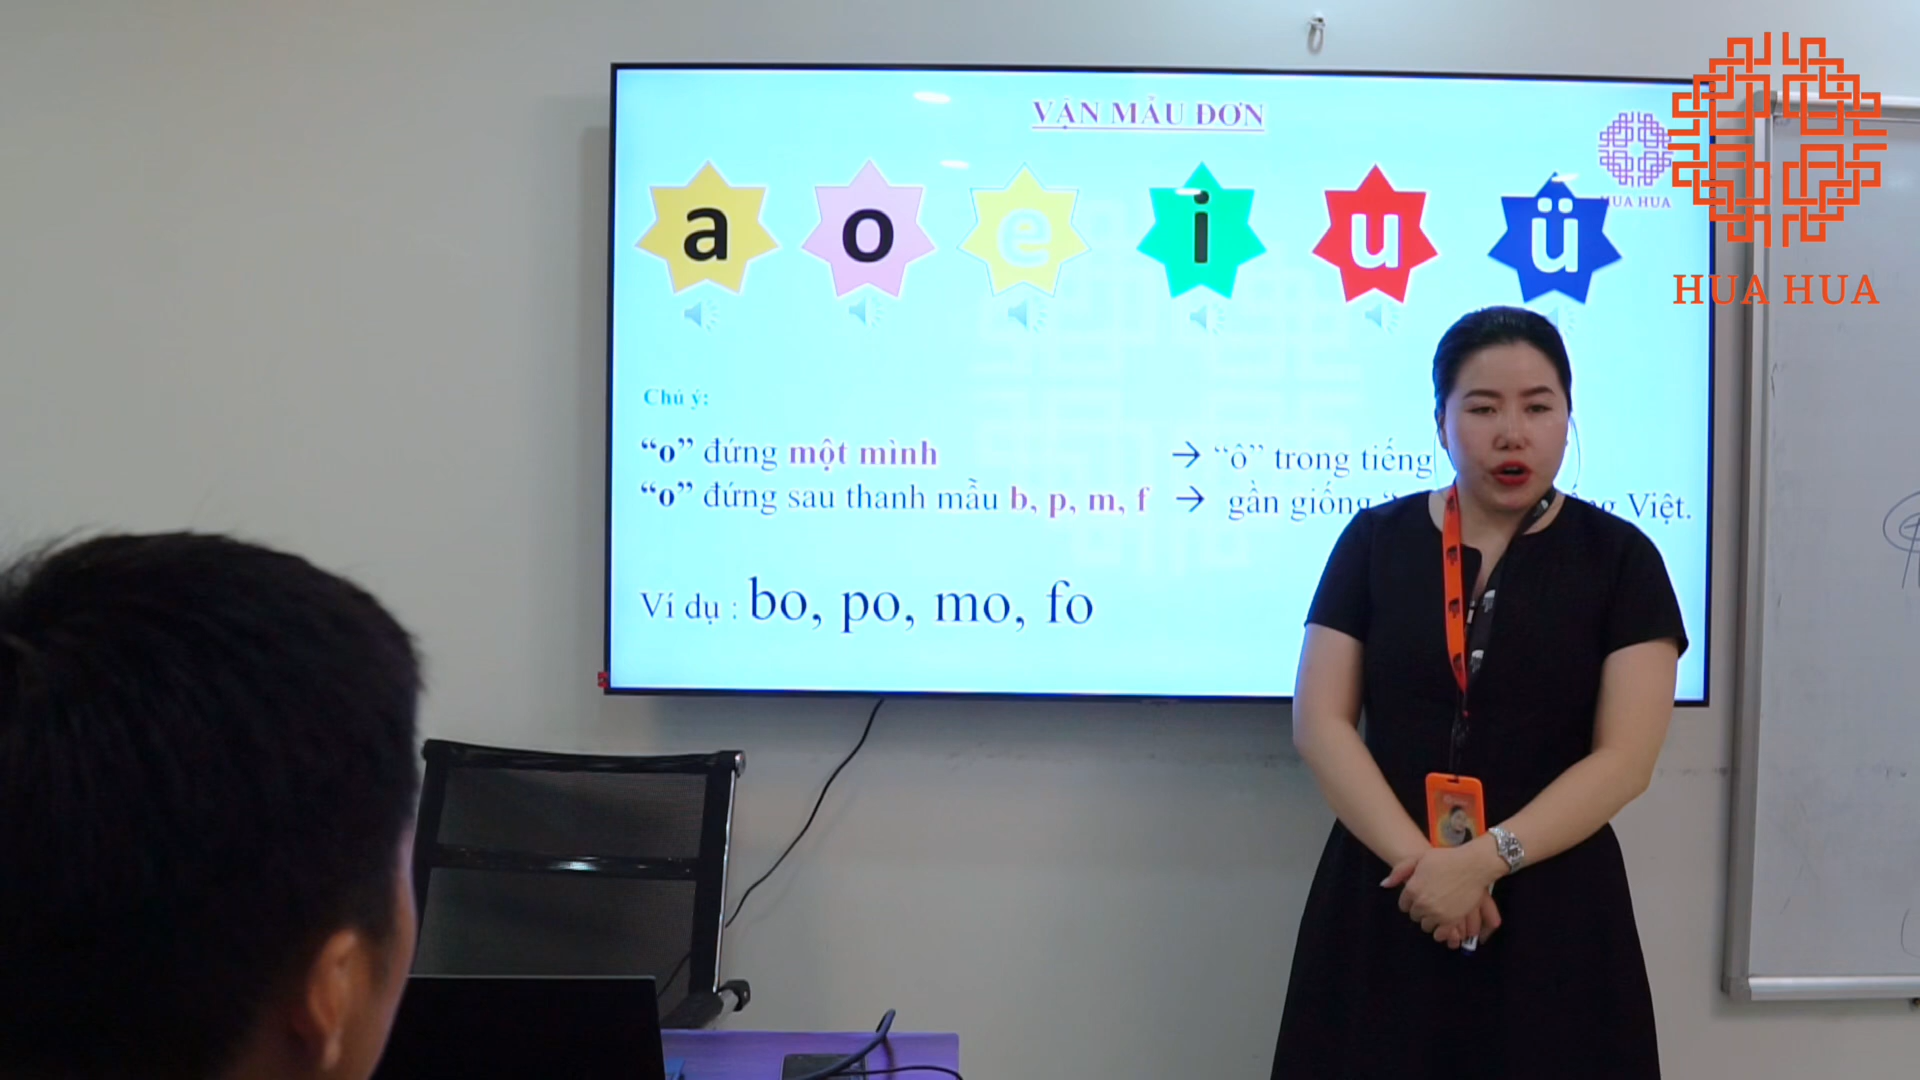 VẬN MẪU ĐƠN
a o e i u ü
HUA HUA
HUA HUA
Chú ý:
“o” đứng một mình → “ô” trong tiếng
“o” đứng sau thanh mẫu b, p, m, f → gần giống Việt.
Ví dụ : bo, po, mo, fo